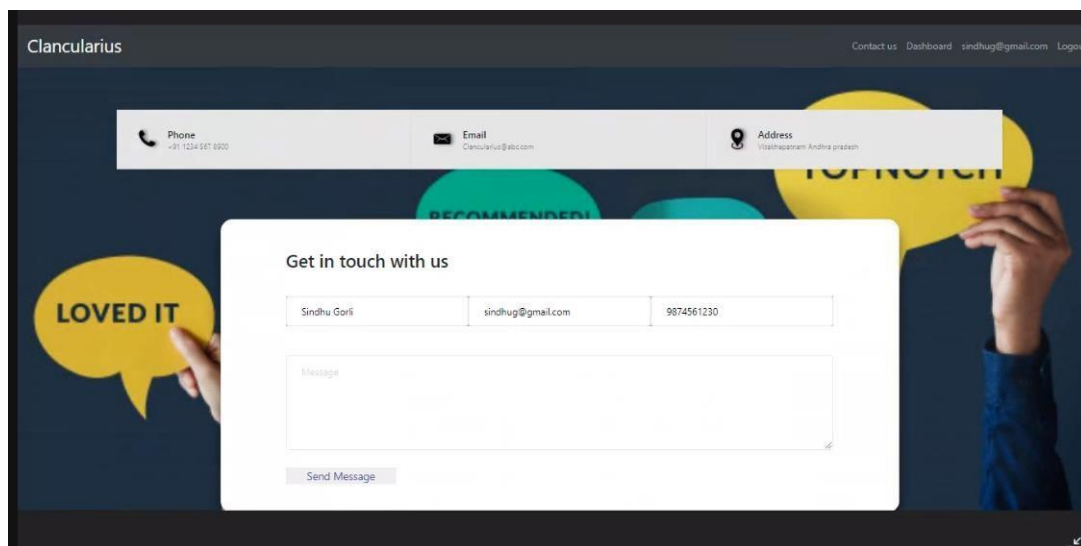 Clancularius
Contact us Dashboard sindhug@gmail.com
Phone
+91 1234 567 8900
Email
Clancularius@abc.com
Address
Visakhapatnam Andhra pradesh
TOPNOTCH
RECOMMENDED!
LOVED IT
Get in touch with us
Sindhu Gorli sindhug@gmail.com 9874561230
Message
Send Message